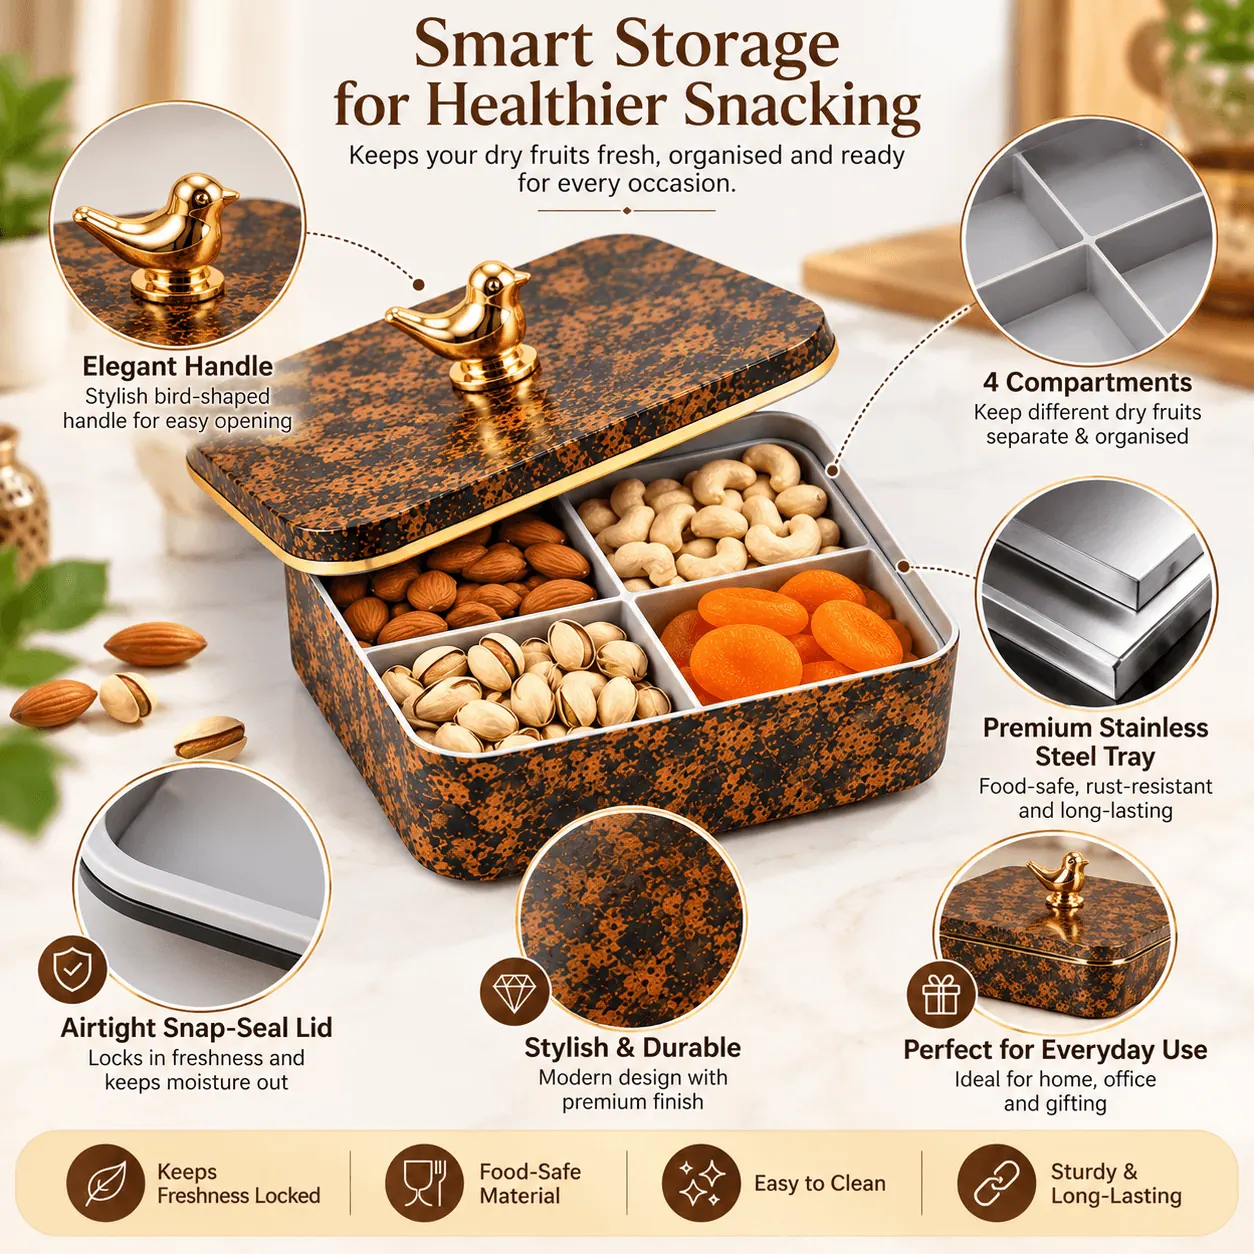 Smart Storage
for Healthier Snacking
Keeps your dry fruits fresh, organised and ready
for every occasion.
Elegant Handle
Stylish bird-shaped
handle for easy opening
4 Compartments
Keep different dry fruits
separate & organised
Premium Stainless
Steel Tray
Food-safe, rust-resistant
and long-lasting
Airtight Snap-Seal Lid
Locks in freshness and
keeps moisture out
Stylish & Durable
Modern design with
premium finish
Perfect for Everyday Use
Ideal for home, office
and gifting
Keeps
Freshness Locked
Food-Safe
Material
Easy to Clean
Sturdy &
Long-Lasting